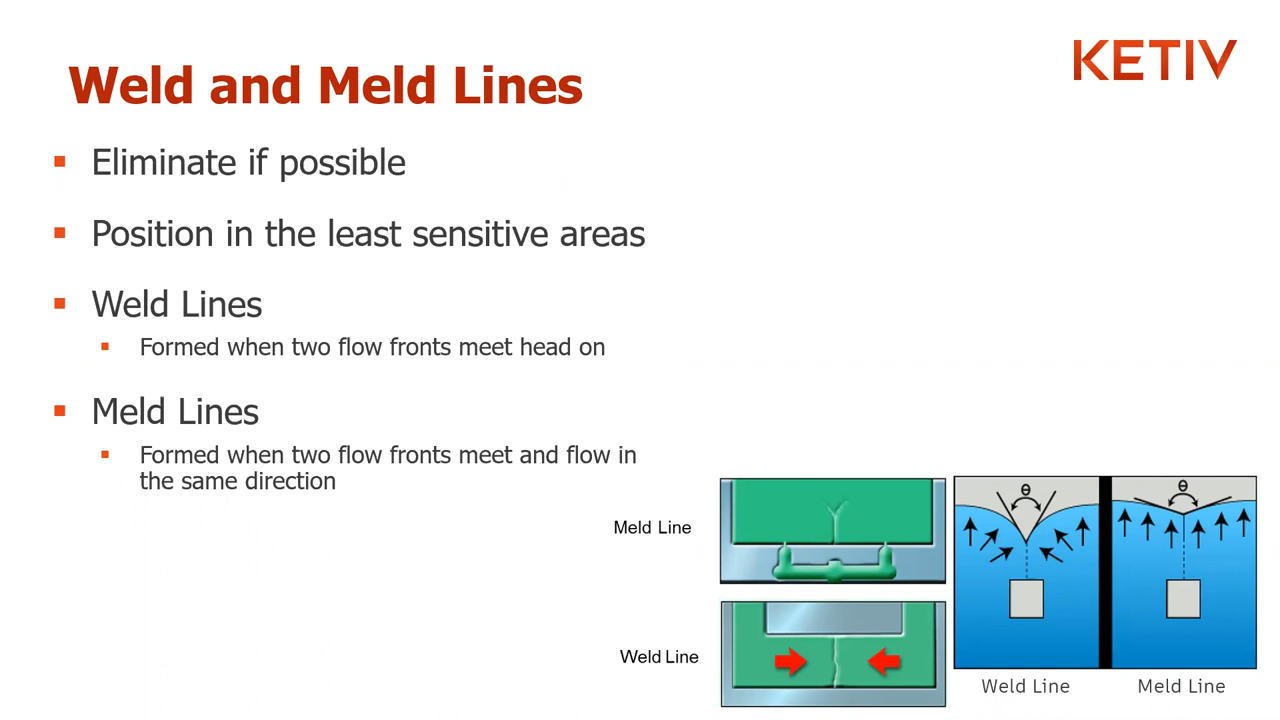 KETIV
Weld and Meld Lines
Eliminate if possible
Position in the least sensitive areas
Weld Lines
Formed when two flow fronts meet head on
Meld Lines
Formed when two flow fronts meet and flow in
the same direction
Meld Line
Weld Line
θ
θ
Weld Line
Meld Line